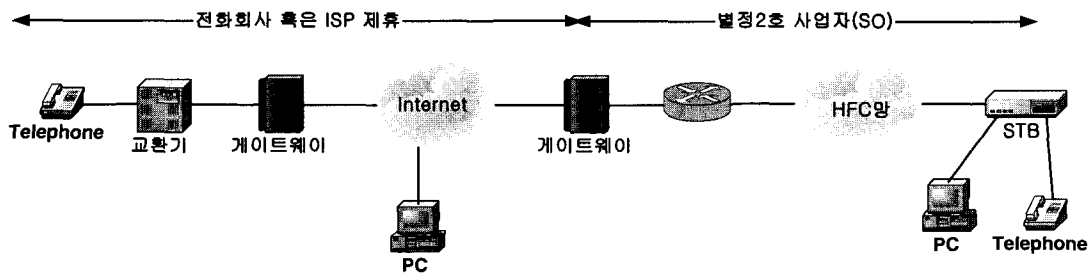 전화회사 혹은 ISP 제휴
별정2호 사업자(SO)
Telephone
교환기
게이트웨이
Internet
PC
게이트웨이
HFC망
STB
PC
Telephone